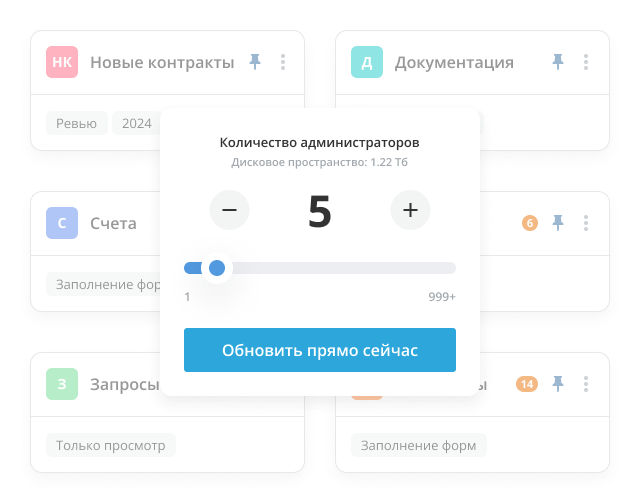 НК Новые контракты
Д Документация
Ревью 2024
Количество администраторов
Дисковое пространство: 1.22 Тб
− 5 +
С Счета
6
Заполнение
1 999+
Обновить прямо сейчас
З Запросы
14
Только просмотр
Заполнение форм